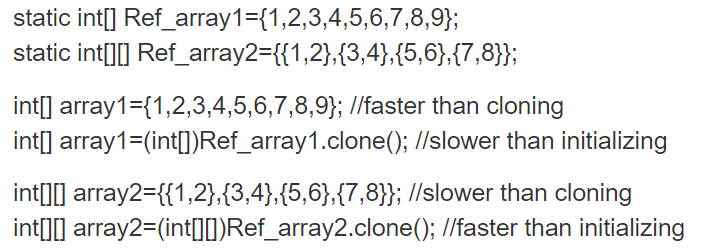 static int[] Ref_array1={1,2,3,4,5,6,7,8,9};
static int[][] Ref_array2={{1,2},{3,4},{5,6},{7,8}};
int[] array1={1,2,3,4,5,6,7,8,9}; //faster than cloning
int[] array1=(int[])Ref_array1.clone(); //slower than initializing
int[][] array2={{1,2},{3,4},{5,6},{7,8}}; //slower than cloning
int[][] array2=(int[][])Ref_array2.clone(); //faster than initializing